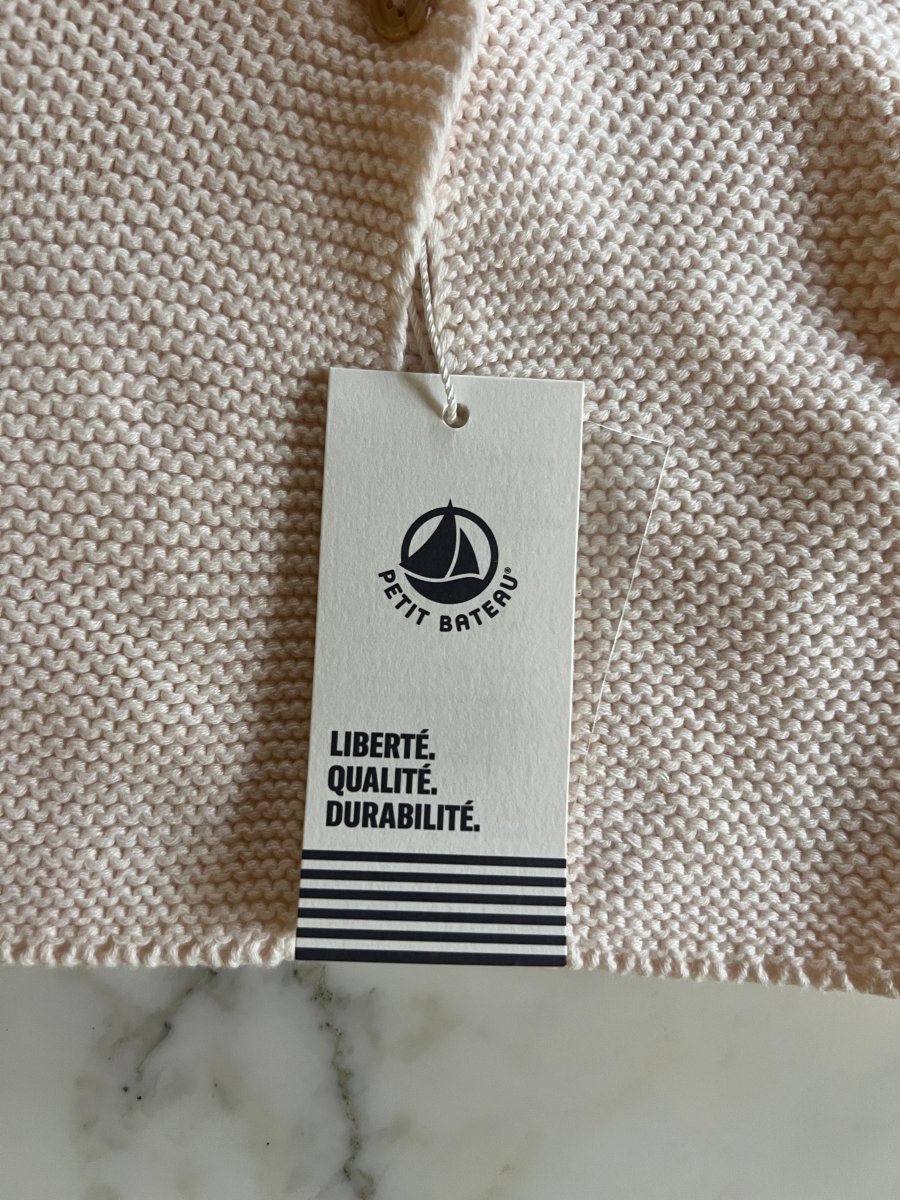 PETIT BATEAU®
LIBERTÉ.
QUALITÉ.
DURABILITÉ.